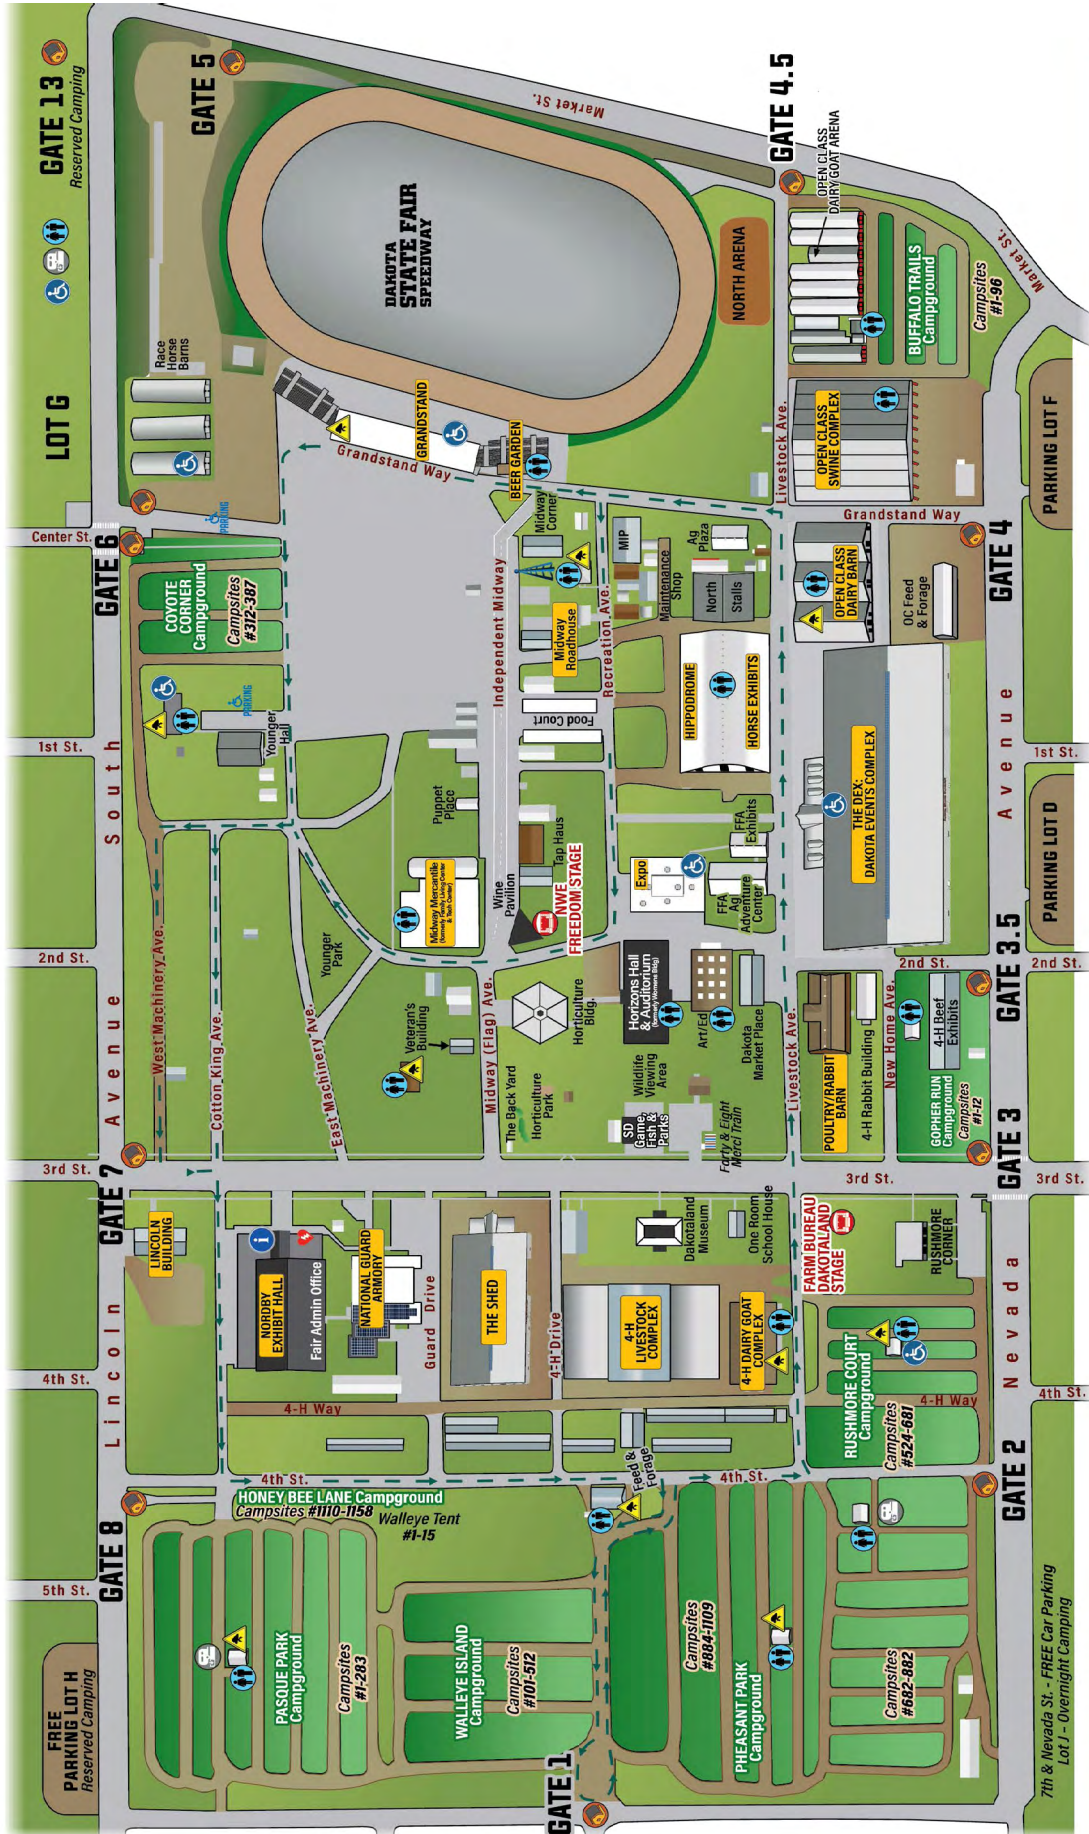 FREE
PARKING LOT H
Reserved Camping
LOT G
GATE 13
Reserved Camping
5th St.
4th St.
3rd St.
2nd St.
1st St.
Center St.
GATE 8
GATE 7
GATE 6
GATE 5
Lincoln
Avenue
South
LINCOLN
BUILDING
West Machinery Ave.
Cotton King Ave.
East Machinery Ave.
COYOTE
CORNER
Campground
Campsites
#312-387
PARKING
PARKING
Race
Horse
Barns
Younger
Hall
Younger
Park
HONEY BEE LANE Campground
Campsites #1110-1158
Walleye Tent
#1-15
PASQUE PARK
Campground
Campsites
#1-283
WALLEYE ISLAND
Campground
Campsites
#101-512
NORDBY
EXHIBIT HALL
Fair Admin Office
NATIONAL GUARD
ARMORY
Guard Drive
THE SHED
4-H Drive
4-H Way
4th St.
Veteran's
Building
Midway (Flag) Ave.
Midway Mercantile
(formerly Family Living Center
& Tech Center)
Puppet
Place
Wine
Pavilion
Tap Haus
NWE
FREEDOM STAGE
Independent Midway
Grandstand Way
GRANDSTAND
BEER GARDEN
DAKOTA
STATE FAIR
SPEEDWAY
Market St.
Midway
Corner
Midway
Roadhouse
Food Court
Recreation Ave.
MIP
Maintenance
Shop
Ag
Plaza
North
Stalls
NORTH ARENA
HIPPODROME
HORSE EXHIBITS
Expo
FFA
Exhibits
FFA
Ag
Adventure
Center
The Back Yard
Horticulture
Park
Horticulture
Bldg.
Horizons Hall
& Auditorium
(formerly Womens Bldg)
Wildlife
Viewing
Area
Art/Ed
Dakota
Market Place
SD
Game,
Fish &
Parks
Forty & Eight
Merci Train
Dakotaland
Museum
One Room
School House
4-H
LIVESTOCK
COMPLEX
4-H DAIRY GOAT
COMPLEX
Feed &
Forage
4th St.
GATE 1
Livestock Ave.
Livestock Ave.
FARM BUREAU
DAKOTALAND
STAGE
3rd St.
POULTRY/RABBIT
BARN
4-H Rabbit Building
New Home Ave.
2nd St.
4-H Beef
Exhibits
GOPHER RUN
Campground
Campsites
#1-12
THE DEX:
DAKOTA EVENTS COMPLEX
OPEN CLASS
DAIRY BARN
OC Feed
& Forage
Grandstand Way
OPEN CLASS
SWINE COMPLEX
OPEN CLASS
DAIRY GOAT ARENA
GATE 4.5
BUFFALO TRAILS
Campground
Campsites
#1-96
Market St.
RUSHMORE
CORNER
RUSHMORE COURT
Campground
Campsites
#524-681
4-H Way
Campsites
#884-1109
PHEASANT PARK
Campground
Campsites
#682-882
GATE 2
GATE 3
GATE 3.5
GATE 4
Nevada
Avenue
4th St.
3rd St.
2nd St.
1st St.
PARKING LOT D
PARKING LOT F
7th & Nevada St. - FREE Car Parking
Lot J - Overnight Camping